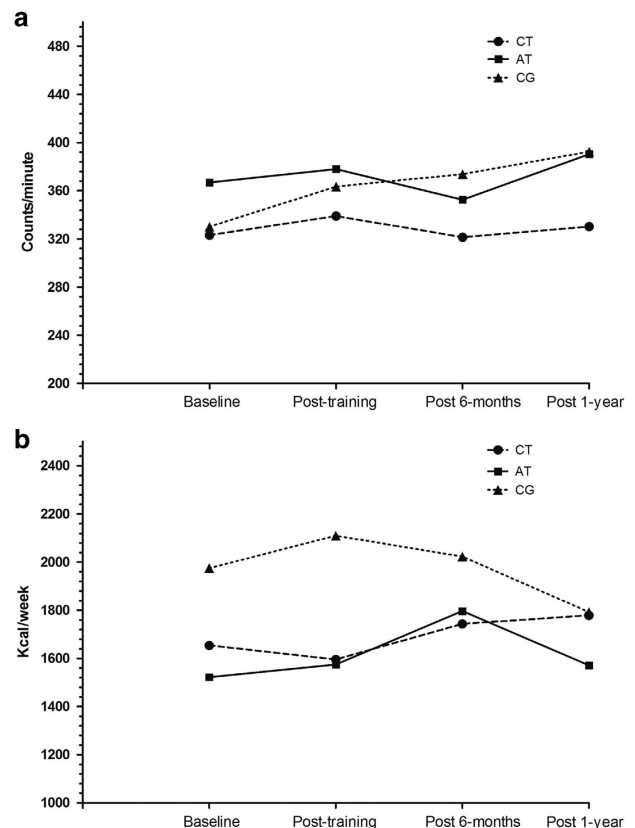 a
480
440
400
360
320
280
240
200
Counts/minute
CT
AT
CG
Baseline Post-training Post 6-months Post 1-year
b
2400
2200
2000
1800
1600
1400
1200
1000
Kcal/week
CT
AT
CG
Baseline Post-training Post 6-months Post 1-year